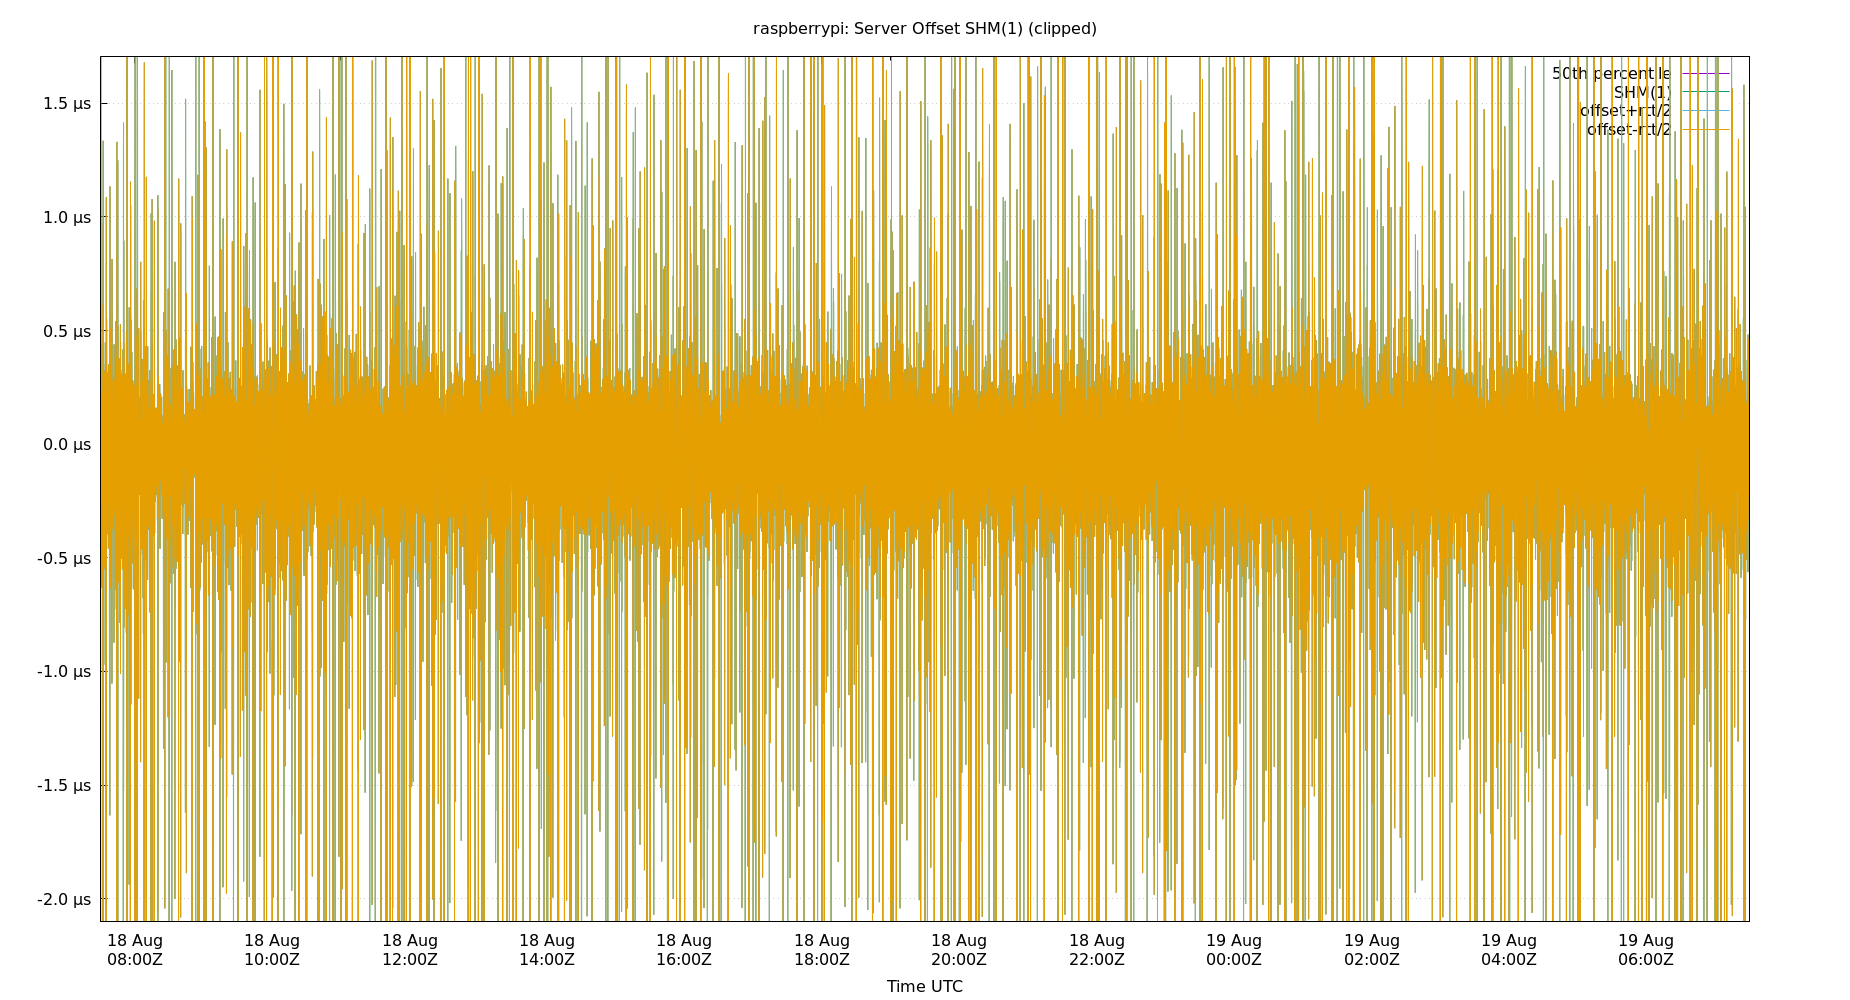 raspberrypi: Server Offset SHM(1) (clipped)
50th percentile
SHM(1)
offset+rtt/2
offset-rtt/2
1.5 µs
1.0 µs
0.5 µs
0.0 µs
-0.5 µs
-1.0 µs
-1.5 µs
-2.0 µs
18 Aug 18 Aug 18 Aug 18 Aug 18 Aug 18 Aug 18 Aug 18 Aug 19 Aug 19 Aug 19 Aug 19 Aug
08:00Z 10:00Z 12:00Z 14:00Z 16:00Z 18:00Z 20:00Z 22:00Z 00:00Z 02:00Z 04:00Z 06:00Z
Time UTC